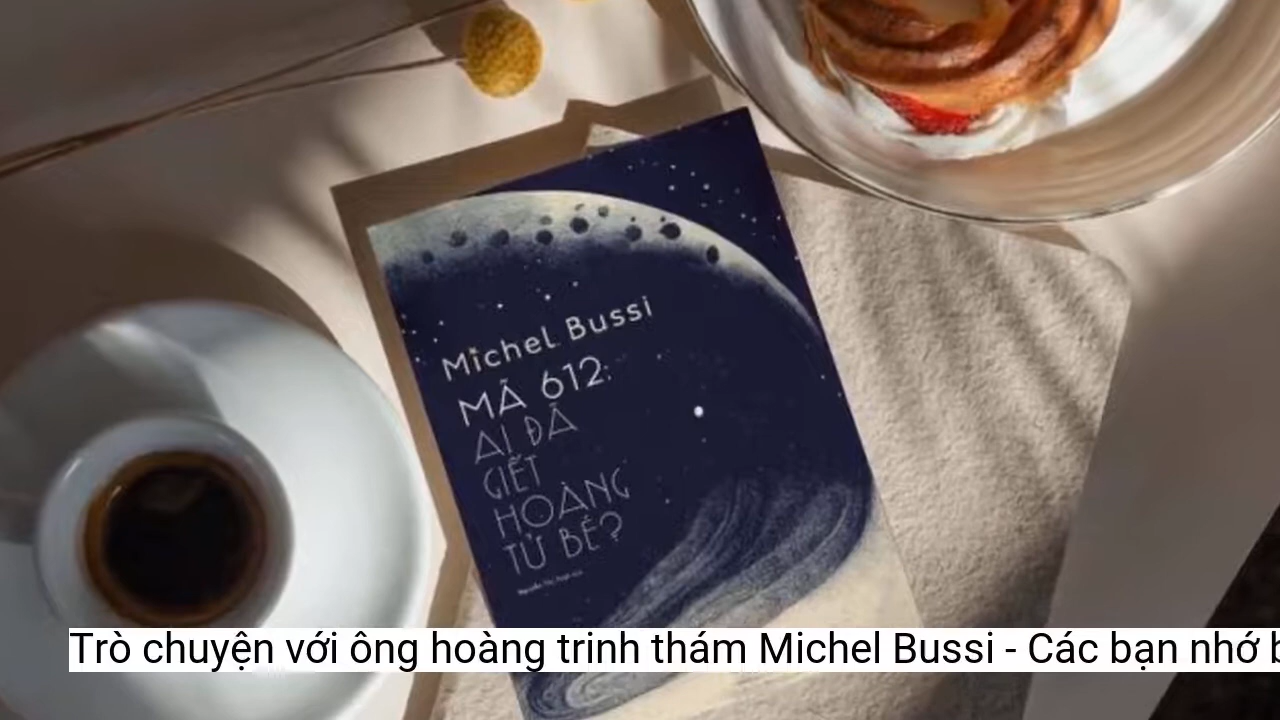 Michel Bussi
MÃ 612:
AI ĐÃ
GIẾT
HOÀNG
TỬ BÉ?
Trò chuyện với ông hoàng trinh thám Michel Bussi - Các bạn nhớ b